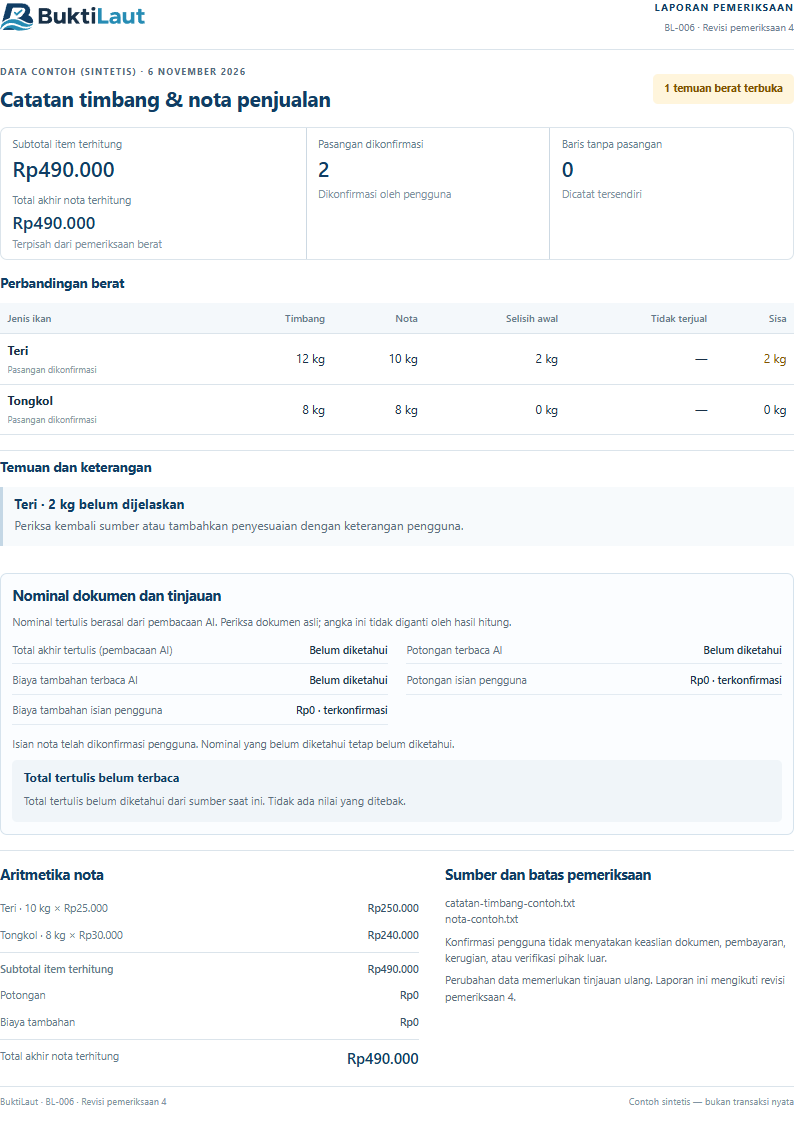 BuktiLaut
LAPORAN PEMERIKSAAN
BL-006 · Revisi pemeriksaan 4
DATA CONTOH (SINTETIS) · 6 NOVEMBER 2026
Catatan timbang & nota penjualan
1 temuan berat terbuka
Subtotal item terhitung
Rp490.000
Total akhir nota terhitung
Rp490.000
Terpisah dari pemeriksaan berat
Pasangan dikonfirmasi
2
Dikonfirmasi oleh pengguna
Baris tanpa pasangan
0
Dicatat tersendiri
Perbandingan berat
Jenis ikan Timbang Nota Selisih awal Tidak terjual Sisa
Teri
Pasangan dikonfirmasi
12 kg 10 kg 2 kg — 2 kg
Tongkol
Pasangan dikonfirmasi
8 kg 8 kg 0 kg — 0 kg
Temuan dan keterangan
Teri · 2 kg belum dijelaskan
Periksa kembali sumber atau tambahkan penyesuaian dengan keterangan pengguna.
Nominal dokumen dan tinjauan
Nominal tertulis berasal dari pembacaan AI. Periksa dokumen asli; angka ini tidak diganti oleh hasil hitung.
Total akhir tertulis (pembacaan AI) Belum diketahui
Potongan terbaca AI Belum diketahui
Biaya tambahan terbaca AI Belum diketahui
Potongan isian pengguna Rp0 · terkonfirmasi
Biaya tambahan isian pengguna Rp0 · terkonfirmasi
Isian nota telah dikonfirmasi pengguna. Nominal yang belum diketahui tetap belum diketahui.
Total tertulis belum terbaca
Total tertulis belum diketahui dari sumber saat ini. Tidak ada nilai yang ditebak.
Aritmetika nota
Teri · 10 kg × Rp25.000 Rp250.000
Tongkol · 8 kg × Rp30.000 Rp240.000
Subtotal item terhitung Rp490.000
Potongan Rp0
Biaya tambahan Rp0
Total akhir nota terhitung Rp490.000
Sumber dan batas pemeriksaan
catatan-timbang-contoh.txt
nota-contoh.txt
Konfirmasi pengguna tidak menyatakan keaslian dokumen, pembayaran,
kerugian, atau verifikasi pihak luar.
Perubahan data memerlukan tinjauan ulang. Laporan ini mengikuti revisi
pemeriksaan 4.
BuktiLaut · BL-006 · Revisi pemeriksaan 4
Contoh sintetis — bukan transaksi nyata